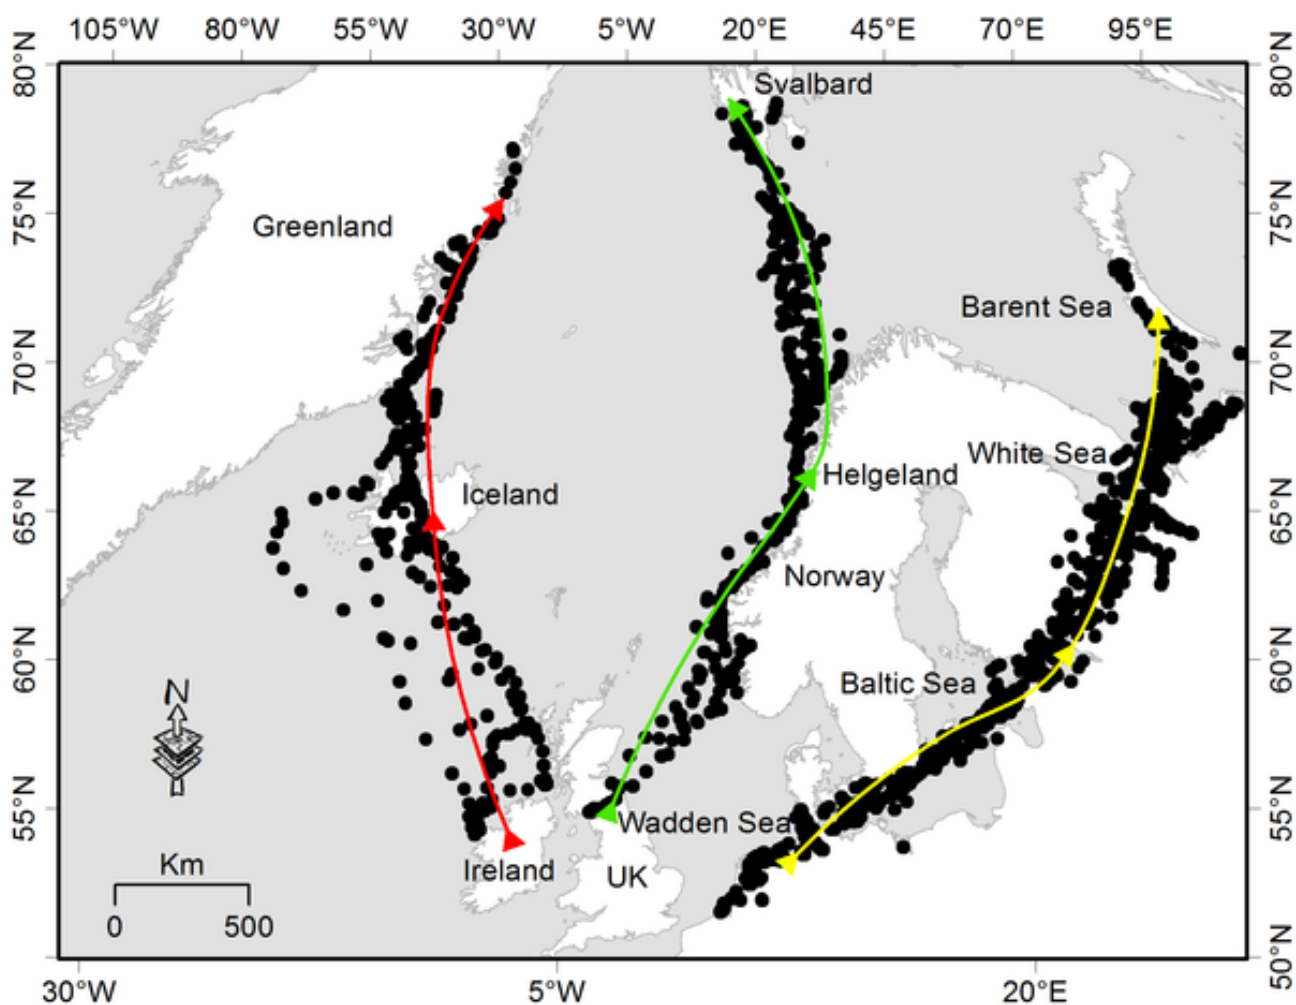 105°W 80°W 55°W 30°W 5°W 20°E 45°E 70°E 95°E
80°N 80°N
Svalbard
75°N Greenland 75°N
Barent Sea
70°N 70°N
White Sea
Helgeland
Iceland
65°N 65°N
Norway
60°N 60°N
Baltic Sea
N
55°N Wadden Sea 55°N
Km
Ireland UK
0 500
50°N
30°W 5°W 20°E